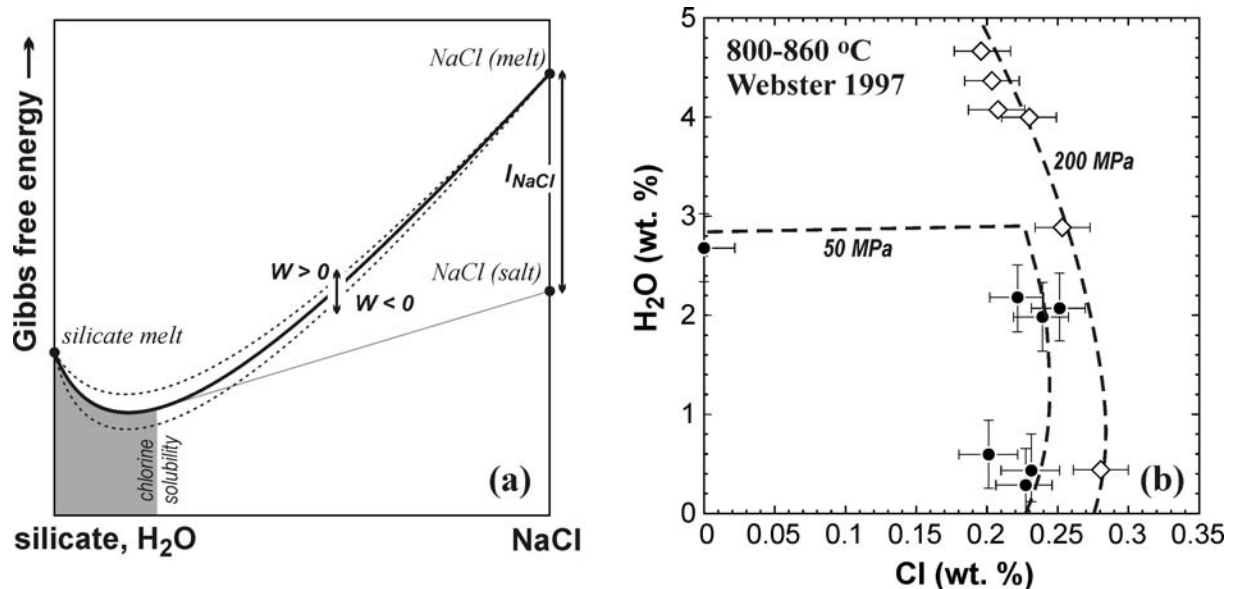 Gibbs free energy
NaCl (melt)
I_NaCl
W > 0
W < 0
NaCl (salt)
silicate melt
chlorine
solubility
(a)
silicate, H₂O
NaCl
800-860 ºC
Webster 1997
200 MPa
50 MPa
(b)
H₂O (wt. %)
5
4
3
2
1
0
0
0.05
0.1
0.15
0.2
0.25
0.3
0.35
Cl (wt. %)